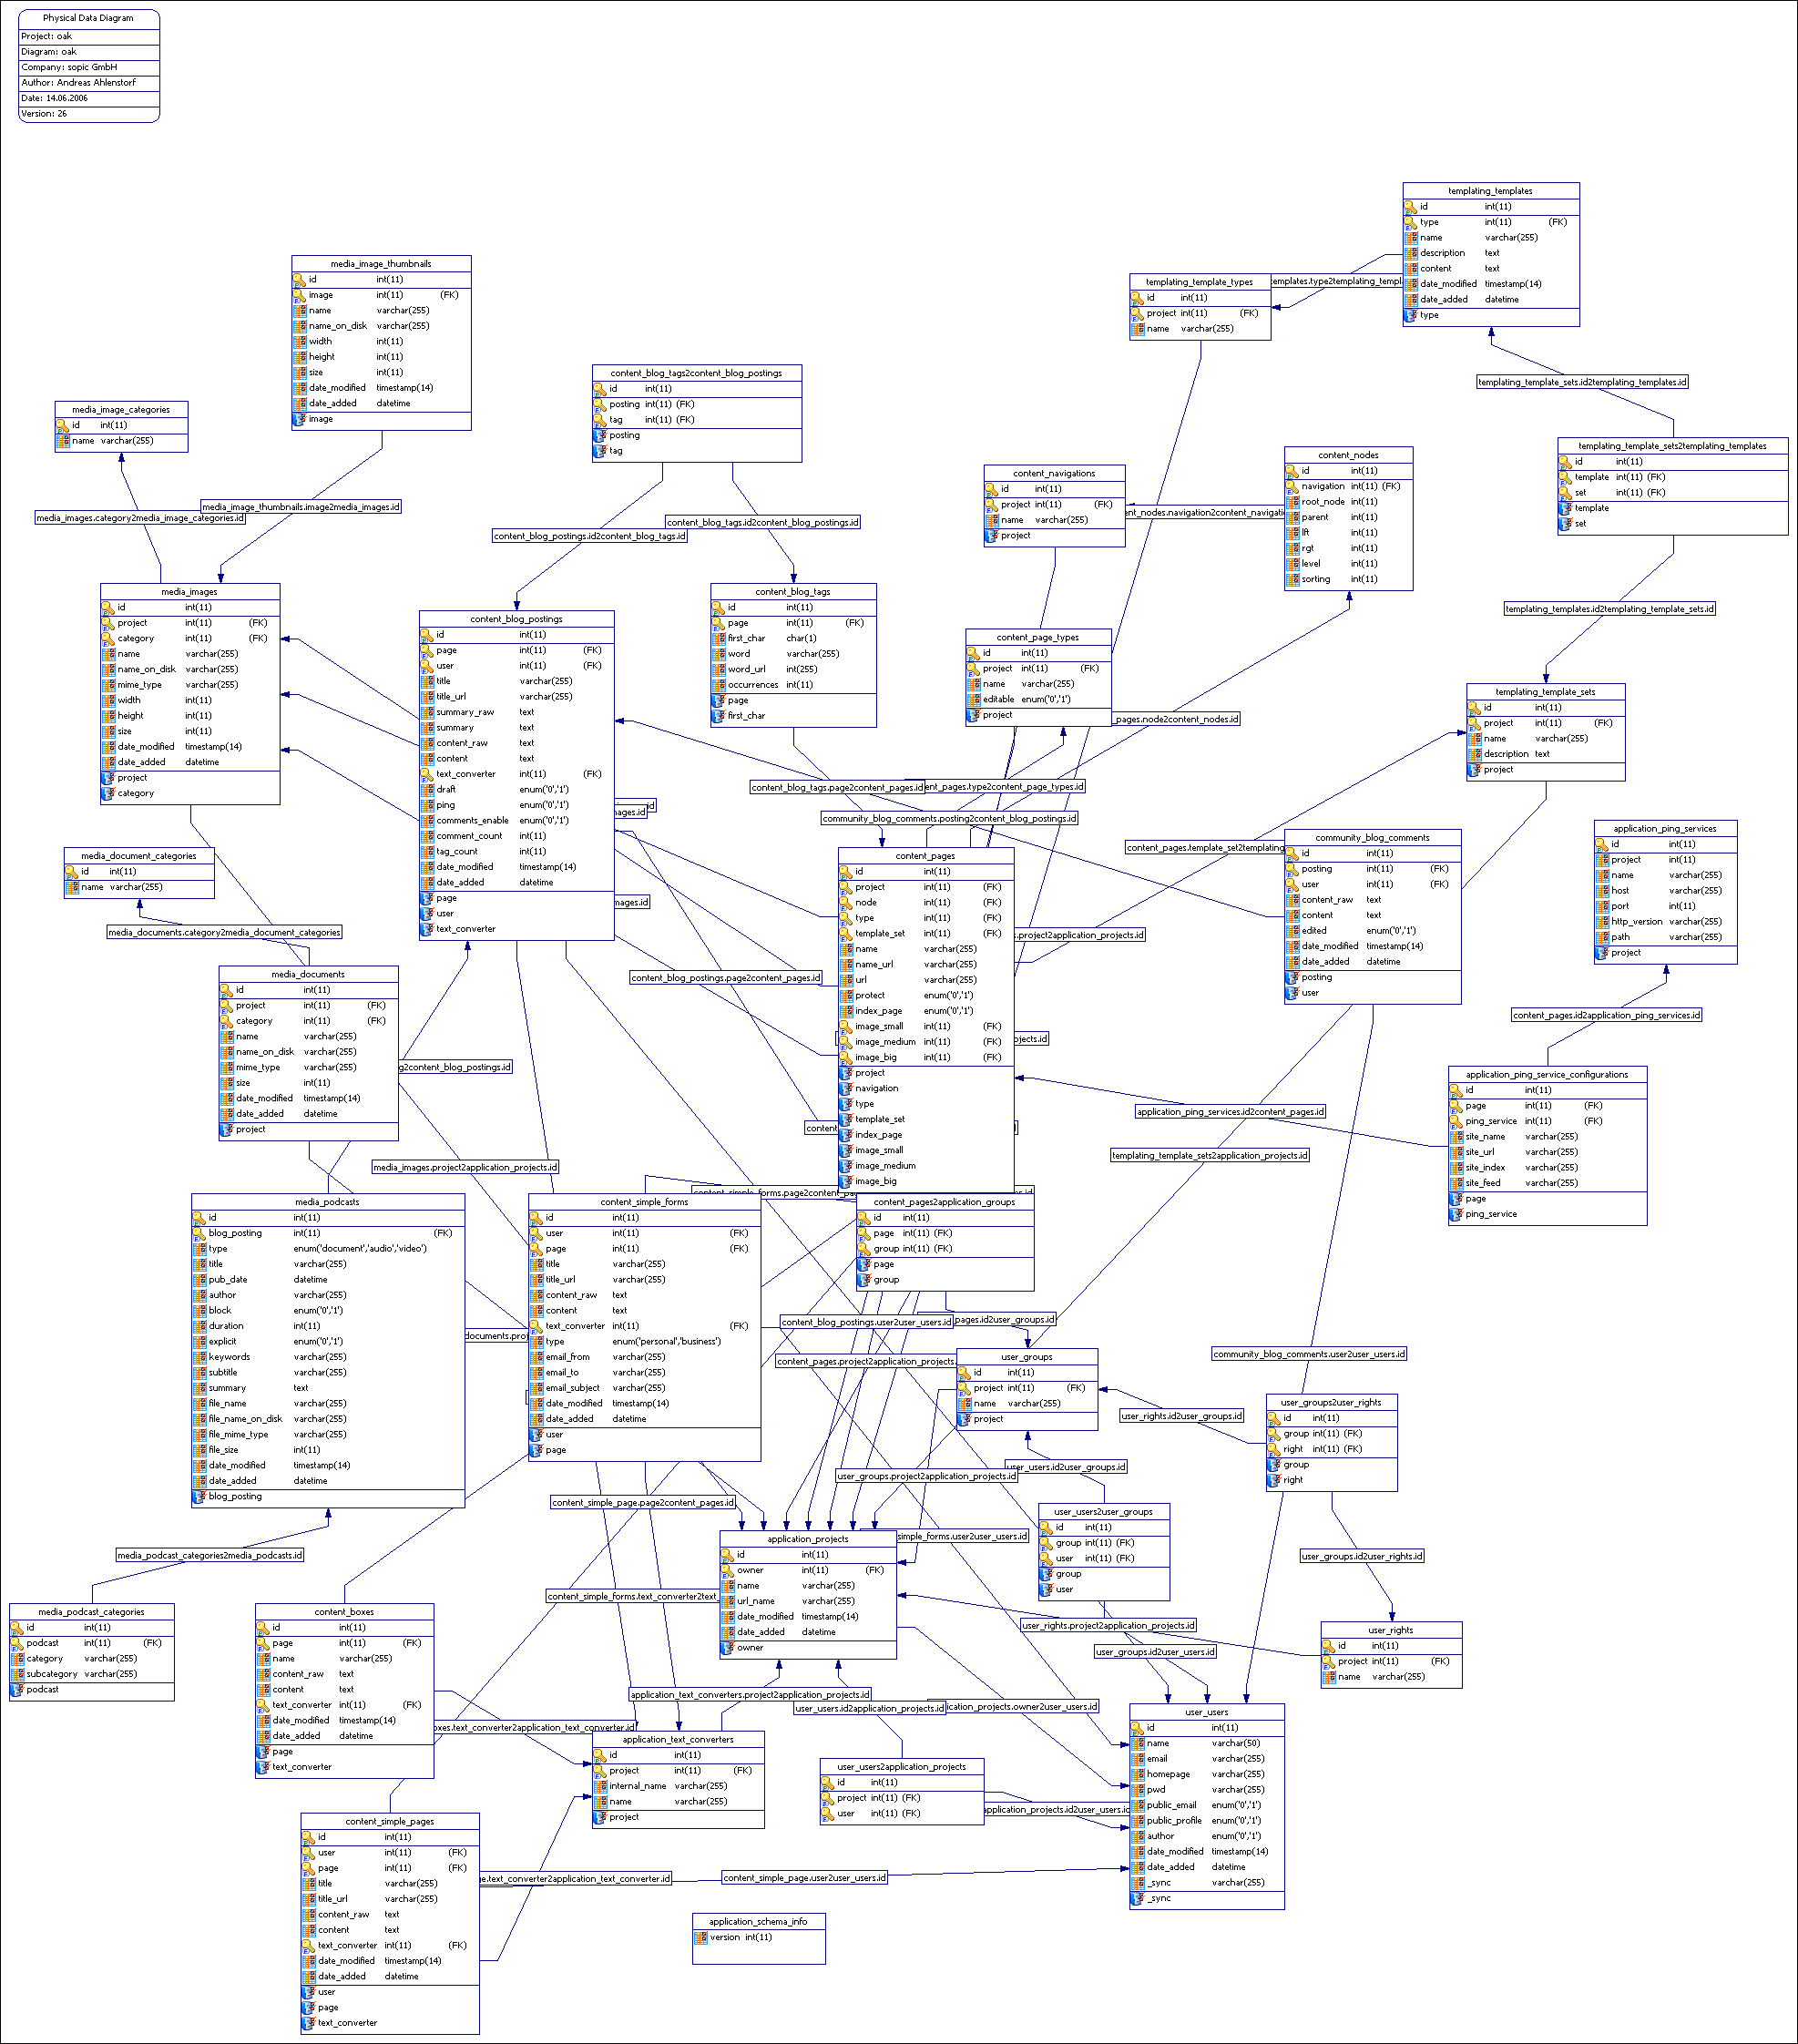 Physical Data Diagram
Project: oak
Diagram: oak
Company: sopic GmbH
Author: Andreas Ahlenstorf
Date: 14.06.2006
Version: 26
templating_templates
id int(11)
type int(11) (FK)
name varchar(255)
description text
content text
date_modified timestamp(14)
date_added datetime
type
templating_template_types
id int(11)
project int(11) (FK)
name varchar(255)
templates.type2templating_templ
media_image_thumbnails
id int(11)
image int(11) (FK)
name varchar(255)
name_on_disk varchar(255)
width int(11)
height int(11)
size int(11)
date_modified timestamp(14)
date_added datetime
image
content_blog_tags2content_blog_postings
id int(11)
posting int(11) (FK)
tag int(11) (FK)
posting
tag
templating_template_sets.id2templating_templates.id
media_image_categories
id int(11)
name varchar(255)
templating_template_sets2templating_templates
id int(11)
template int(11) (FK)
set int(11) (FK)
template
set
content_nodes
id int(11)
navigation int(11) (FK)
root_node int(11)
parent int(11)
lft int(11)
rgt int(11)
level int(11)
sorting int(11)
content_navigations
id int(11)
project int(11) (FK)
name varchar(255)
project
ent_nodes.navigation2content_navigati
media_image_thumbnails.image2media_images.id
media_images.category2media_image_categories.id
content_blog_tags.id2content_blog_postings.id
content_blog_postings.id2content_blog_tags.id
media_images
id int(11)
project int(11) (FK)
category int(11) (FK)
name varchar(255)
name_on_disk varchar(255)
mime_type varchar(255)
width int(11)
height int(11)
size int(11)
date_modified timestamp(14)
date_added datetime
project
category
content_blog_postings
id int(11)
page int(11) (FK)
user int(11) (FK)
title varchar(255)
title_url varchar(255)
summary_raw text
summary text
content_raw text
content text
text_converter int(11) (FK)
draft enum('0','1')
ping enum('0','1')
comments_enable enum('0','1')
comment_count int(11)
tag_count int(11)
date_modified timestamp(14)
date_added datetime
page
user
text_converter
content_blog_tags
id int(11)
page int(11) (FK)
first_char char(1)
word varchar(255)
word_url int(255)
occurrences int(11)
page
first_char
templating_templates.id2templating_template_sets.id
content_page_types
id int(11)
project int(11) (FK)
name varchar(255)
editable enum('0','1')
project
_pages.node2content_nodes.id
templating_template_sets
id int(11)
project int(11) (FK)
name varchar(255)
description text
project
content_blog_tags.page2content_pages.id
ent_pages.type2content_page_types.id
.id
mages.id
community_blog_comments.posting2content_blog_postings.id
content_pages.template_set2templating
community_blog_comments
id int(11)
posting int(11) (FK)
user int(11) (FK)
content_raw text
content text
edited enum('0','1')
date_modified timestamp(14)
date_added datetime
posting
user
application_ping_services
id int(11)
project int(11)
name varchar(255)
host varchar(255)
port int(11)
http_version varchar(255)
path varchar(255)
project
media_document_categories
id int(11)
name varchar(255)
content_pages
id int(11)
project int(11) (FK)
node int(11) (FK)
type int(11) (FK)
template_set int(11) (FK)
name varchar(255)
name_url varchar(255)
url varchar(255)
protect enum('0','1')
index_page enum('0','1')
image_small int(11) (FK)
image_medium int(11) (FK)
image_big int(11) (FK)
project
navigation
type
template_set
index_page
image_small
image_medium
image_big
mages.id
media_documents.category2media_document_categories
s.project2application_projects.id
content_blog_postings.page2content_pages.id
media_documents
id int(11)
project int(11) (FK)
category int(11) (FK)
name varchar(255)
name_on_disk varchar(255)
mime_type varchar(255)
size int(11)
date_modified timestamp(14)
date_added datetime
project
content_pages.id2application_ping_services.id
ojects.id
g2content_blog_postings.id
application_ping_service_configurations
id int(11)
page int(11) (FK)
ping_service int(11) (FK)
site_name varchar(255)
site_url varchar(255)
site_index varchar(255)
site_feed varchar(255)
page
ping_service
application_ping_services.id2content_pages.id
conten
templating_template_sets2application_projects.id
media_images.project2application_projects.id
content_simple_forms.page2content_pa
ects.id
media_podcasts
id int(11)
blog_posting int(11) (FK)
type enum('document','audio','video')
title varchar(255)
pub_date datetime
author varchar(255)
block enum('0','1')
duration int(11)
explicit enum('0','1')
keywords varchar(255)
subtitle varchar(255)
summary text
file_name varchar(255)
file_name_on_disk varchar(255)
file_mime_type varchar(255)
file_size int(11)
date_modified timestamp(14)
date_added datetime
blog_posting
content_simple_forms
id int(11)
user int(11) (FK)
page int(11) (FK)
title varchar(255)
title_url varchar(255)
content_raw text
content text
text_converter int(11) (FK)
type enum('personal','business')
email_from varchar(255)
email_to varchar(255)
email_subject varchar(255)
date_modified timestamp(14)
date_added datetime
user
page
content_pages2application_groups
id int(11)
page int(11) (FK)
group int(11) (FK)
page
group
content_blog_postings.user2user_users.id
pages.id2user_groups.id
documents.proj
content_pages.project2application_projects.
user_groups
id int(11)
project int(11) (FK)
name varchar(255)
project
community_blog_comments.user2user_users.id
user_groups2user_rights
id int(11)
group int(11) (FK)
right int(11) (FK)
group
right
user_rights.id2user_groups.id
user_users.id2user_groups.id
user_groups.project2application_projects.id
content_simple_page.page2content_pages.id
user_users2user_groups
id int(11)
group int(11) (FK)
user int(11) (FK)
group
user
application_projects
id int(11)
owner int(11) (FK)
name varchar(255)
url_name varchar(255)
date_modified timestamp(14)
date_added datetime
owner
simple_forms.user2user_users.id
media_podcast_categories2media_podcasts.id
user_groups.id2user_rights.id
content_simple_forms.text_converter2text_
media_podcast_categories
id int(11)
podcast int(11) (FK)
category varchar(255)
subcategory varchar(255)
podcast
content_boxes
id int(11)
page int(11) (FK)
name varchar(255)
content_raw text
content text
text_converter int(11) (FK)
date_modified timestamp(14)
date_added datetime
page
text_converter
user_rights.project2application_projects.id
user_groups.id2user_users.id
user_rights
id int(11)
project int(11) (FK)
name varchar(255)
application_text_converters.project2application_projects.id
user_users.id2application_projects.id
lication_projects.owner2user_users.id
oxes.text_converter2application_text_converter.id
application_text_converters
id int(11)
project int(11) (FK)
internal_name varchar(255)
name varchar(255)
project
user_users
id int(11)
name varchar(50)
email varchar(255)
homepage varchar(255)
pwd varchar(255)
public_email enum('0','1')
public_profile enum('0','1')
author enum('0','1')
date_modified timestamp(14)
date_added datetime
_sync varchar(255)
_sync
user_users2application_projects
id int(11)
project int(11) (FK)
user int(11) (FK)
application_projects.id2user_users.id
content_simple_pages
id int(11)
user int(11) (FK)
page int(11) (FK)
title varchar(255)
title_url varchar(255)
content_raw text
content text
text_converter int(11) (FK)
date_modified timestamp(14)
date_added datetime
user
page
text_converter
ge.text_converter2application_text_converter.id
content_simple_page.user2user_users.id
application_schema_info
version int(11)